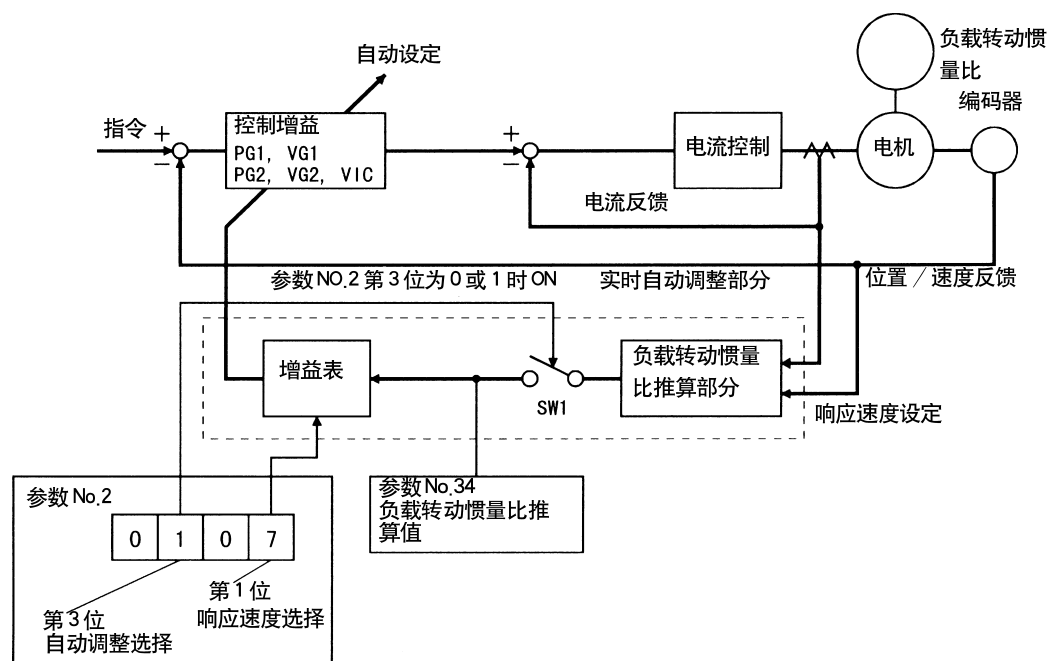 自动设定
负载转动惯
量比
编码器
指令
+
−
控制增益
PG1, VG1
PG2, VG2, VIC
+
−
电流控制
电机
电流反馈
参数NO.2第3位为0或1时ON
实时自动调整部分
位置/速度反馈
增益表
SW1
负载转动惯量
比推算部分
响应速度设定
参数No.2
0 1 0 7
第3位
自动调整选择
第1位
响应速度选择
参数No.34
负载转动惯量比推
算值